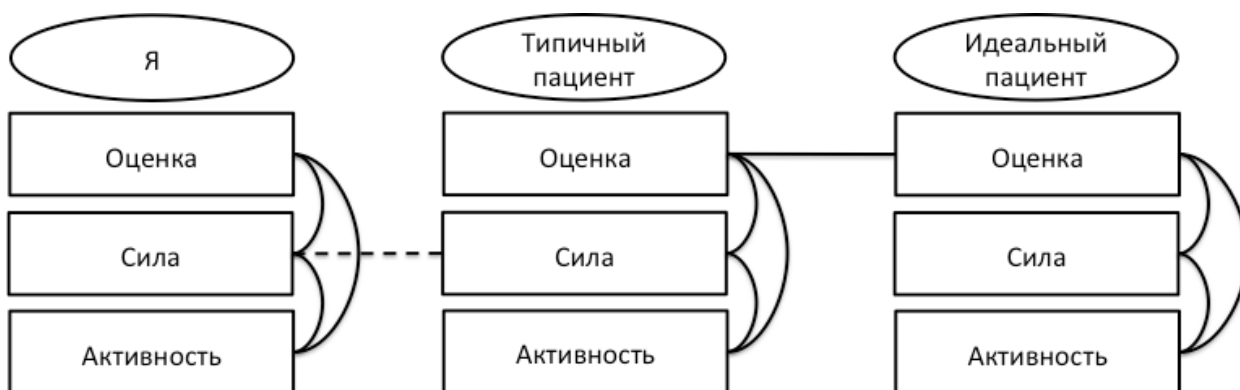 Я
Типичный
пациент
Идеальный
пациент
Оценка
Оценка
Оценка
Сила
Сила
Сила
Активность
Активность
Активность